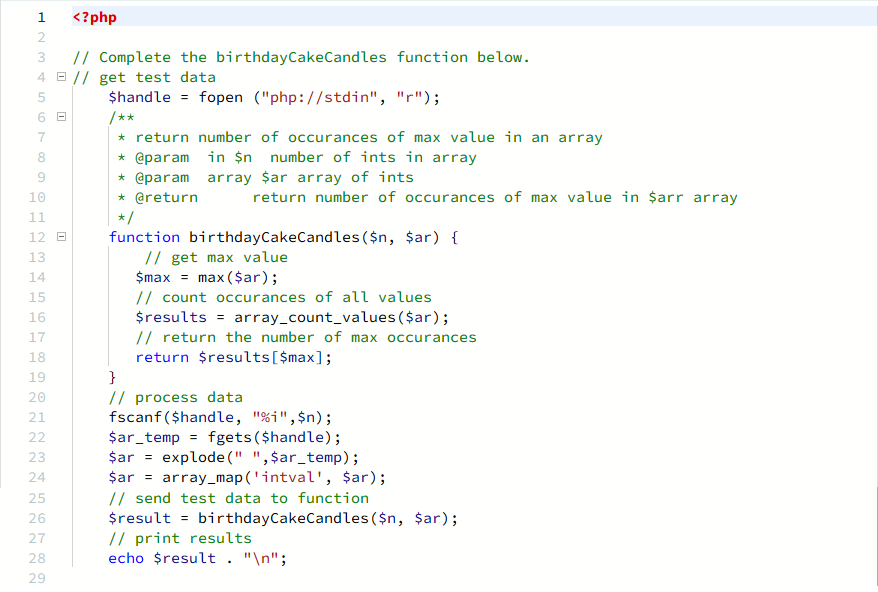 1 <?php
2
3 // Complete the birthdayCakeCandles function below.
4 // get test data
5 $handle = fopen ("php://stdin", "r");
6 /**
7 * return number of occurances of max value in an array
8 * @param  in $n  number of ints in array
9 * @param  array $ar array of ints
10 * @return      return number of occurances of max value in $arr array
11 */
12 function birthdayCakeCandles($n, $ar) {
13 // get max value
14 $max = max($ar);
15 // count occurances of all values
16 $results = array_count_values($ar);
17 // return the number of max occurances
18 return $results[$max];
19 }
20 // process data
21 fscanf($handle, "%i",$n);
22 $ar_temp = fgets($handle);
23 $ar = explode(" ",$ar_temp);
24 $ar = array_map('intval', $ar);
25 // send test data to function
26 $result = birthdayCakeCandles($n, $ar);
27 // print results
28 echo $result . "\n";
29